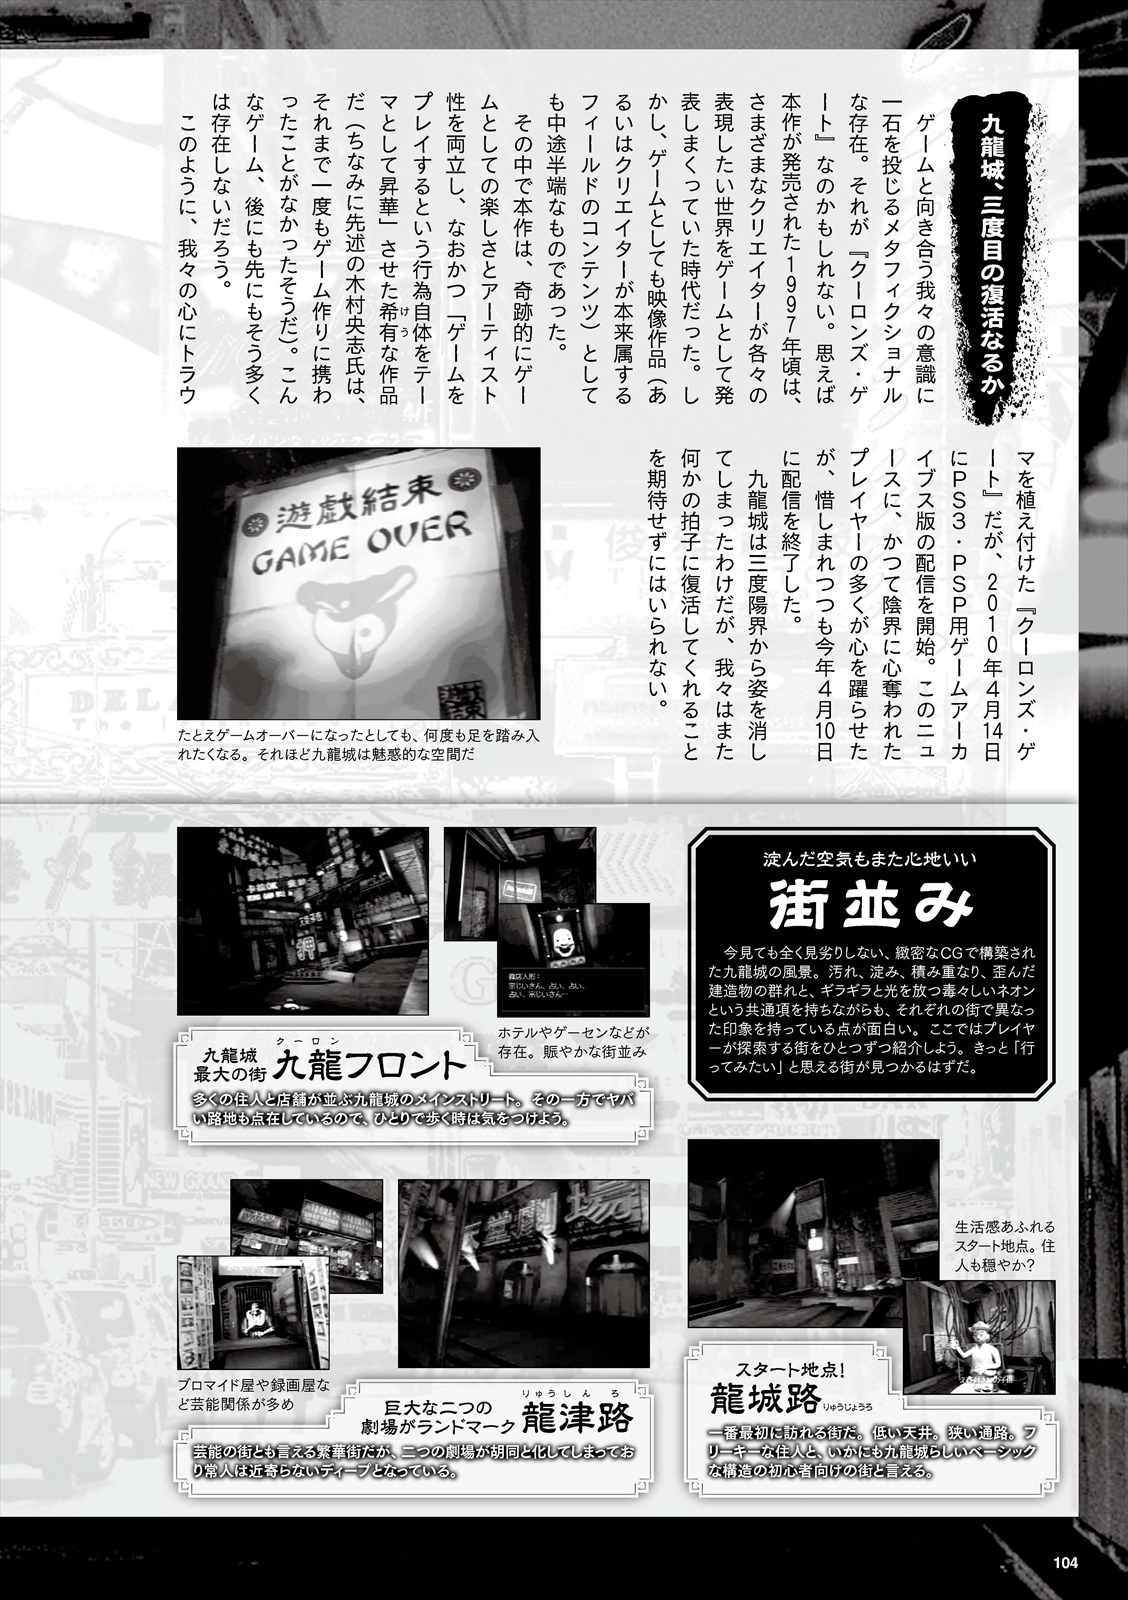 九龍城、三度目の復活なるか
　ゲームと向き合う我々の意識に
一石を投じるメタフィクショナル
な存在。それが『クーロンズ・ゲ
ート』なのかもしれない。思えば
本作が発売された1997年頃は、
さまざまなクリエイターが各々の
表現したい世界をゲームとして発
表しまくっていた時代だった。し
かし、ゲームとしても映像作品（あ
るいはクリエイターが本来属する
フィールドのコンテンツ）として
も中途半端なものであった。
　その中で本作は、奇跡的にゲー
ムとしての楽しさとアーティスト
性を両立し、なおかつ「ゲームを
プレイするという行為自体をテー
マとして昇華」させた希有な作品
けう
だ（ちなみに先述の木村央志氏は、
それまで一度もゲーム作りに携わ
ったことがなかったそうだ）。こん
なゲーム、後にも先にもそう多く
は存在しないだろう。
　このように、我々の心にトラウ
マを植え付けた『クーロンズ・ゲ
ート』だが、2010年4月14日
にPS3・PSP用ゲームアーカ
イブス版の配信を開始。このニュ
ースに、かつて陰界に心奪われた
プレイヤーの多くが心を躍らせた
が、惜しまれつつも今年4月10日
に配信を終了した。
　九龍城は三度陽界から姿を消し
てしまったわけだが、我々はまた
何かの拍子に復活してくれること
を期待せずにはいられない。
遊戯結束
GAME OVER
たとえゲームオーバーになったとしても、何度も足を踏み入
れたくなる。それほど九龍城は魅惑的な空間だ
淀んだ空気もまた心地いい
街並み
　今見ても全く見劣りしない、緻密なCGで構築され
た九龍城の風景。汚れ、淀み、積み重なり、歪んだ
建造物の群れと、ギラギラと光を放つ毒々しいネオン
という共通項を持ちながらも、それぞれの街で異なっ
た印象を持っている点が面白い。ここではプレイヤ
ーが探索する街をひとつずつ紹介しよう。きっと「行
ってみたい」と思える街が見つかるはずだ。
生活感あふれる
スタート地点。住
人も穏やか？
スタート地点！
龍城路
りゅうじょうろ
一番最初に訪れる街だ。低い天井。狭い通路。フ
リーキーな住人と、いかにも九龍城らしいベーシック
な構造の初心者向けの街と言える。
宗じいさん、占い、占い、
占い、宗じいさん…
ホテルやゲーセンなどが
存在。賑やかな街並み
九龍城
最大の街
クーロン
九龍フロント
多くの住人と店舗が並ぶ九龍城のメインストリート。その一方でヤバ
い路地も点在しているので、ひとりで歩く時は気をつけよう。
ブロマイド屋や録画屋な
ど芸能関係が多め
巨大な二つの
劇場がランドマーク
りゅうしんろ
龍津路
芸能の街とも言える繁華街だが、二つの劇場が胡同と化してしまってお
り常人は近寄らないディープとなっている。
104